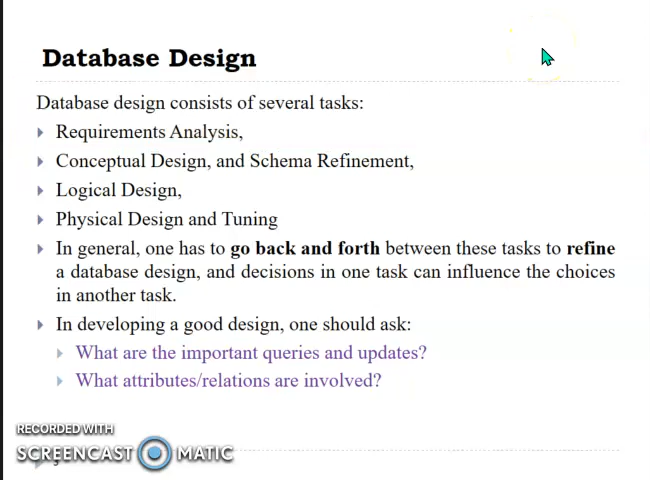 Database Design
Database design consists of several tasks:
Requirements Analysis,
Conceptual Design, and Schema Refinement,
Logical Design,
Physical Design and Tuning
In general, one has to go back and forth between these tasks to refine
a database design, and decisions in one task can influence the choices
in another task.
In developing a good design, one should ask:
What are the important queries and updates?
What attributes/relations are involved?
RECORDED WITH
SCREENCAST MATIC